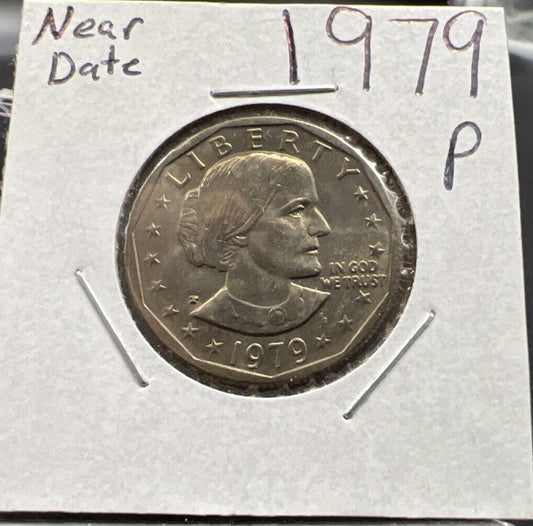 Near
Date
1979
P
LIBERTY
IN GOD
WE TRUST
P
1979